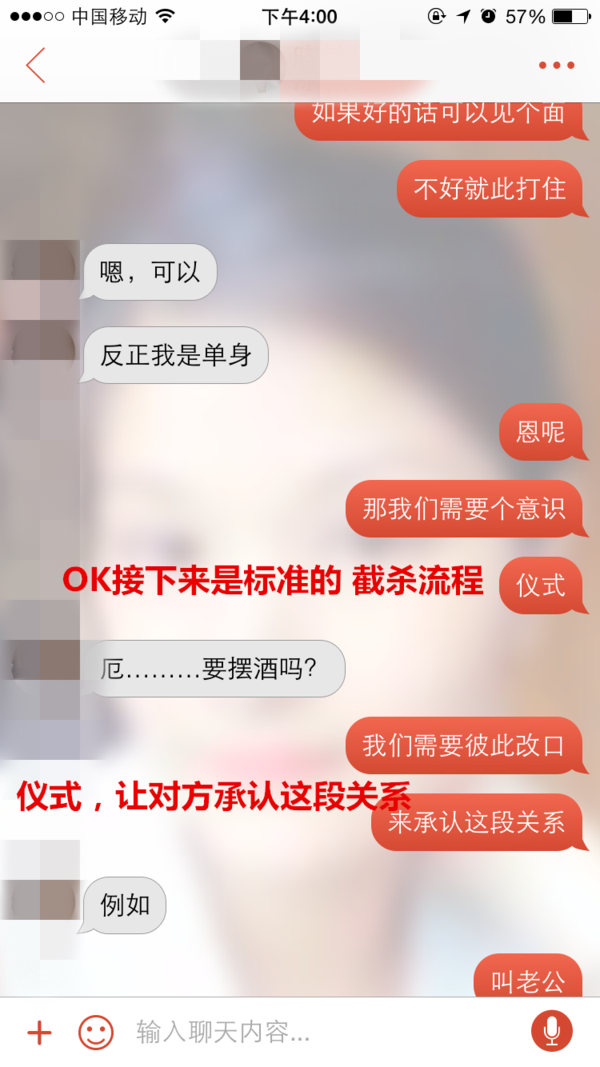 中国移动
下午4:00
57%
如果好的话可以见个面
不好就此打住
嗯，可以
反正我是单身
恩呢
那我们需要个意识
OK接下来是标准的 截杀流程
仪式
厄………要摆酒吗?
我们需要彼此改口
仪式，让对方承认这段关系
来承认这段关系
例如
叫老公
输入聊天内容...